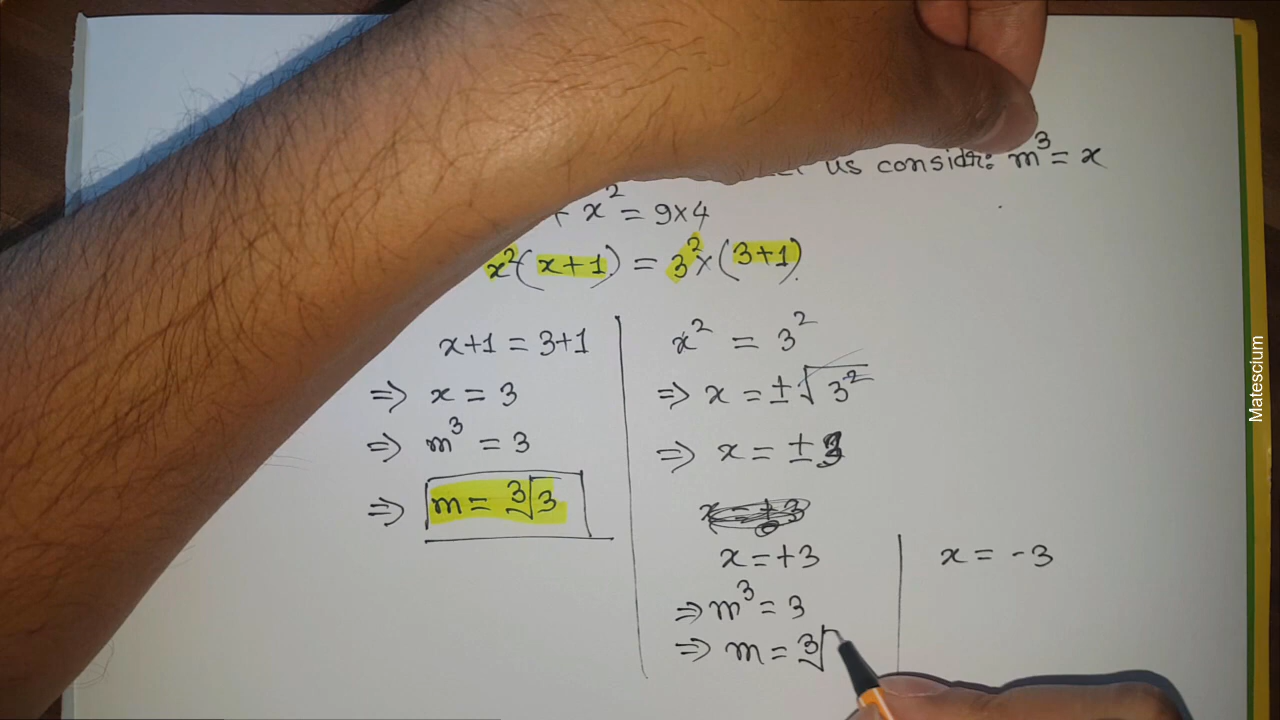 us consider: m³ = x
+ x² = 9×4
x²(x+1) = 3²×(3+1)
x+1 = 3+1
⇒ x = 3
⇒ m³ = 3
⇒ m = ∛3
x² = 3²
⇒ x = ±√3²
⇒ x = ±3
x = +3
⇒ m³ = 3
⇒ m = ∛
x = -3
Matescium